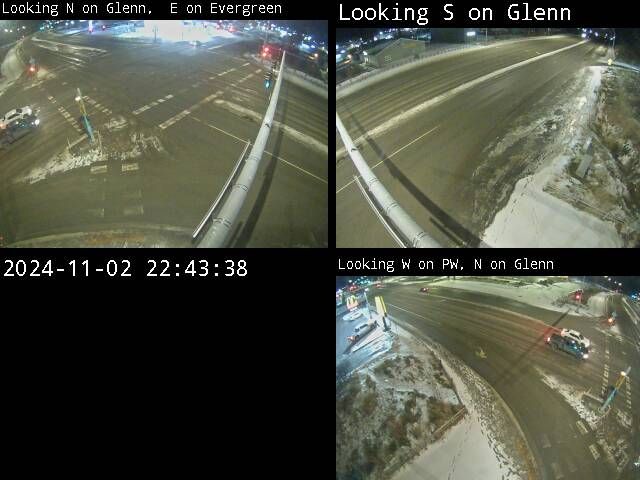 Looking N on Glenn,  E on Evergreen
Looking S on Glenn
2024-11-02 22:43:38
Looking W on PW, N on Glenn